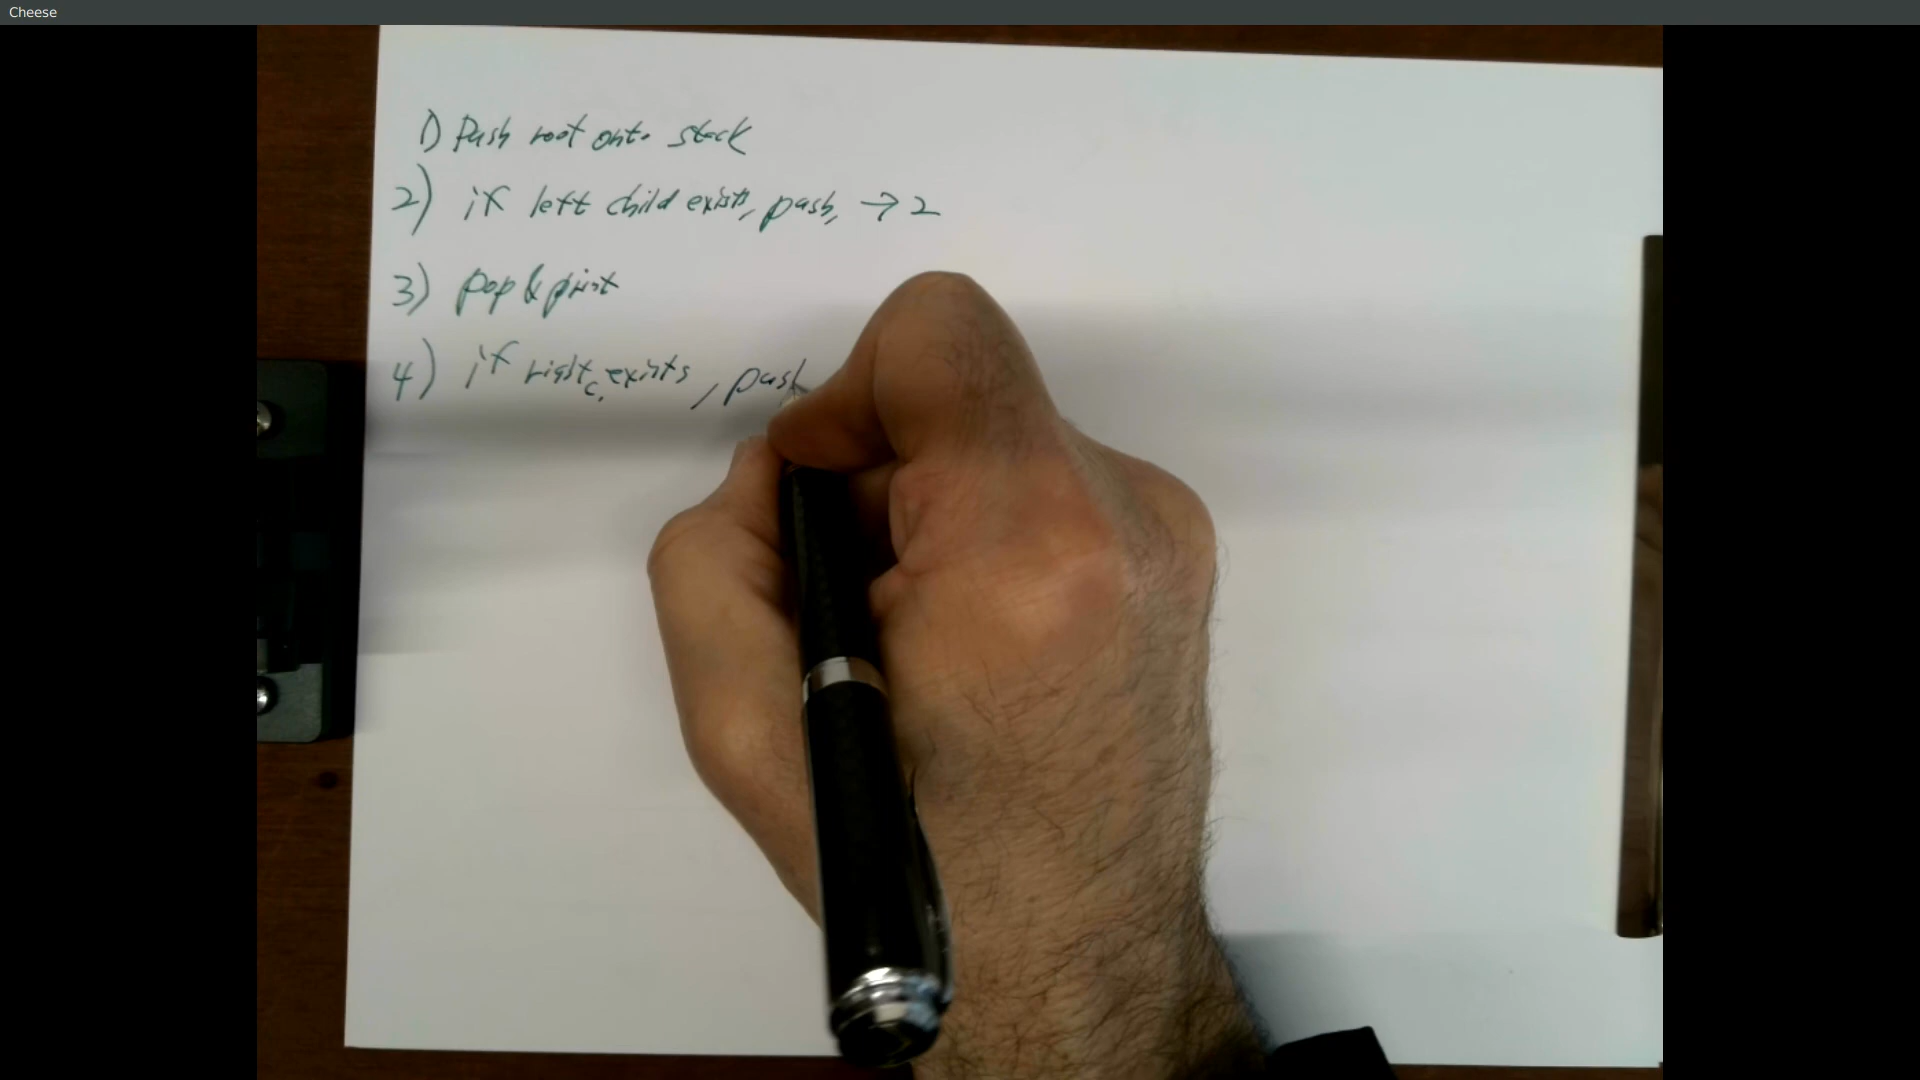 Cheese
1) Push root onto stack
2) if left child exists, push, → 2
3) pop & print
4) if right c. exists, push